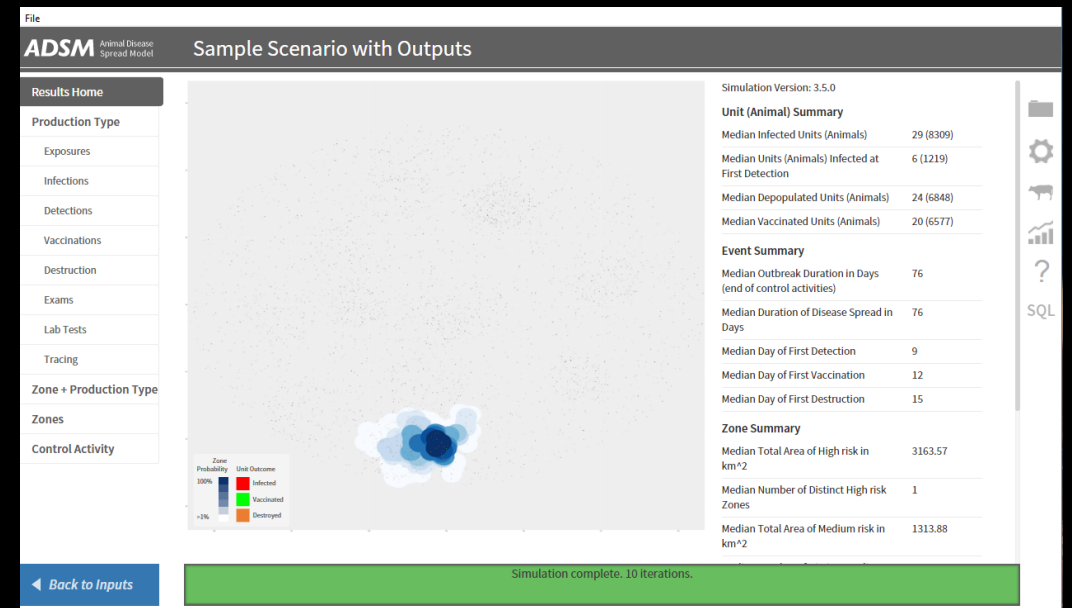 File
ADSM Animal Disease
Spread Model
Sample Scenario with Outputs
Results Home
Production Type
Exposures
Infections
Detections
Vaccinations
Destruction
Exams
Lab Tests
Tracing
Zone + Production Type
Zones
Control Activity
Back to Inputs
Zone
Probability
Unit Outcome
100%
Infected
Vaccinated
<1%
Destroyed
Simulation Version: 3.5.0
Unit (Animal) Summary
Median Infected Units (Animals) 29 (8309)
Median Units (Animals) Infected at 6 (1219)
First Detection
Median Depopulated Units (Animals) 24 (6848)
Median Vaccinated Units (Animals) 20 (6577)
Event Summary
Median Outbreak Duration in Days 76
(end of control activities)
Median Duration of Disease Spread in 76
Days
Median Day of First Detection 9
Median Day of First Vaccination 12
Median Day of First Destruction 15
Zone Summary
Median Total Area of High risk in 3163.57
km^2
Median Number of Distinct High risk 1
Zones
Median Total Area of Medium risk in 1313.88
km^2
?
SQL
Simulation complete. 10 iterations.